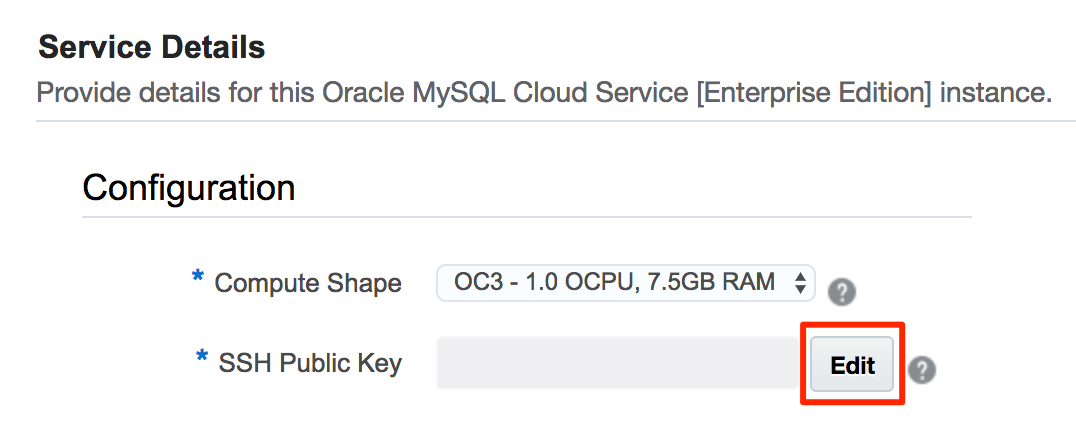 Service Details
Provide details for this Oracle MySQL Cloud Service [Enterprise Edition] instance.
Configuration
* Compute Shape OC3 - 1.0 OCPU, 7.5GB RAM ?
* SSH Public Key Edit ?